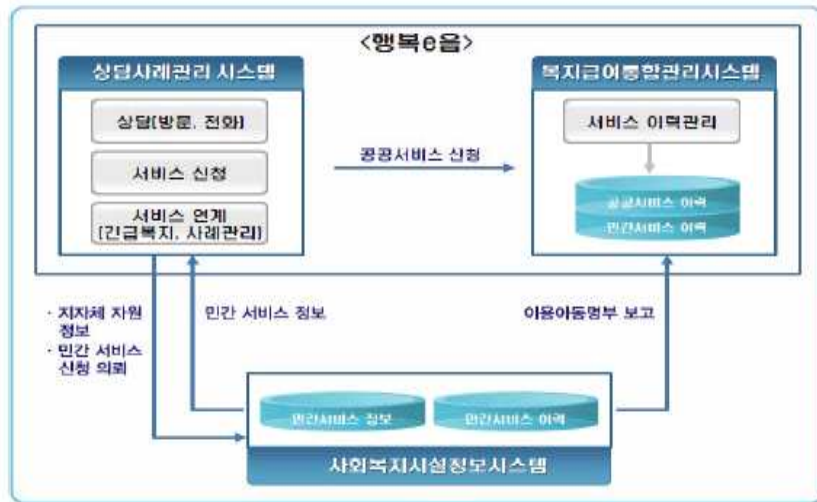 <행복e음>
상담사례관리 시스템
상담(방문, 전화)
서비스 신청
서비스 연계
(긴급복지, 사례관리)
공공서비스 신청
복지급여통합관리시스템
서비스 이력관리
공공서비스 이력
민간서비스 이력
· 지자체 자원
정보
· 민간 서비스
신청 의뢰
민간 서비스 정보
이용아동명부 보고
민간서비스 정보
민간서비스 이력
사회복지시설정보시스템